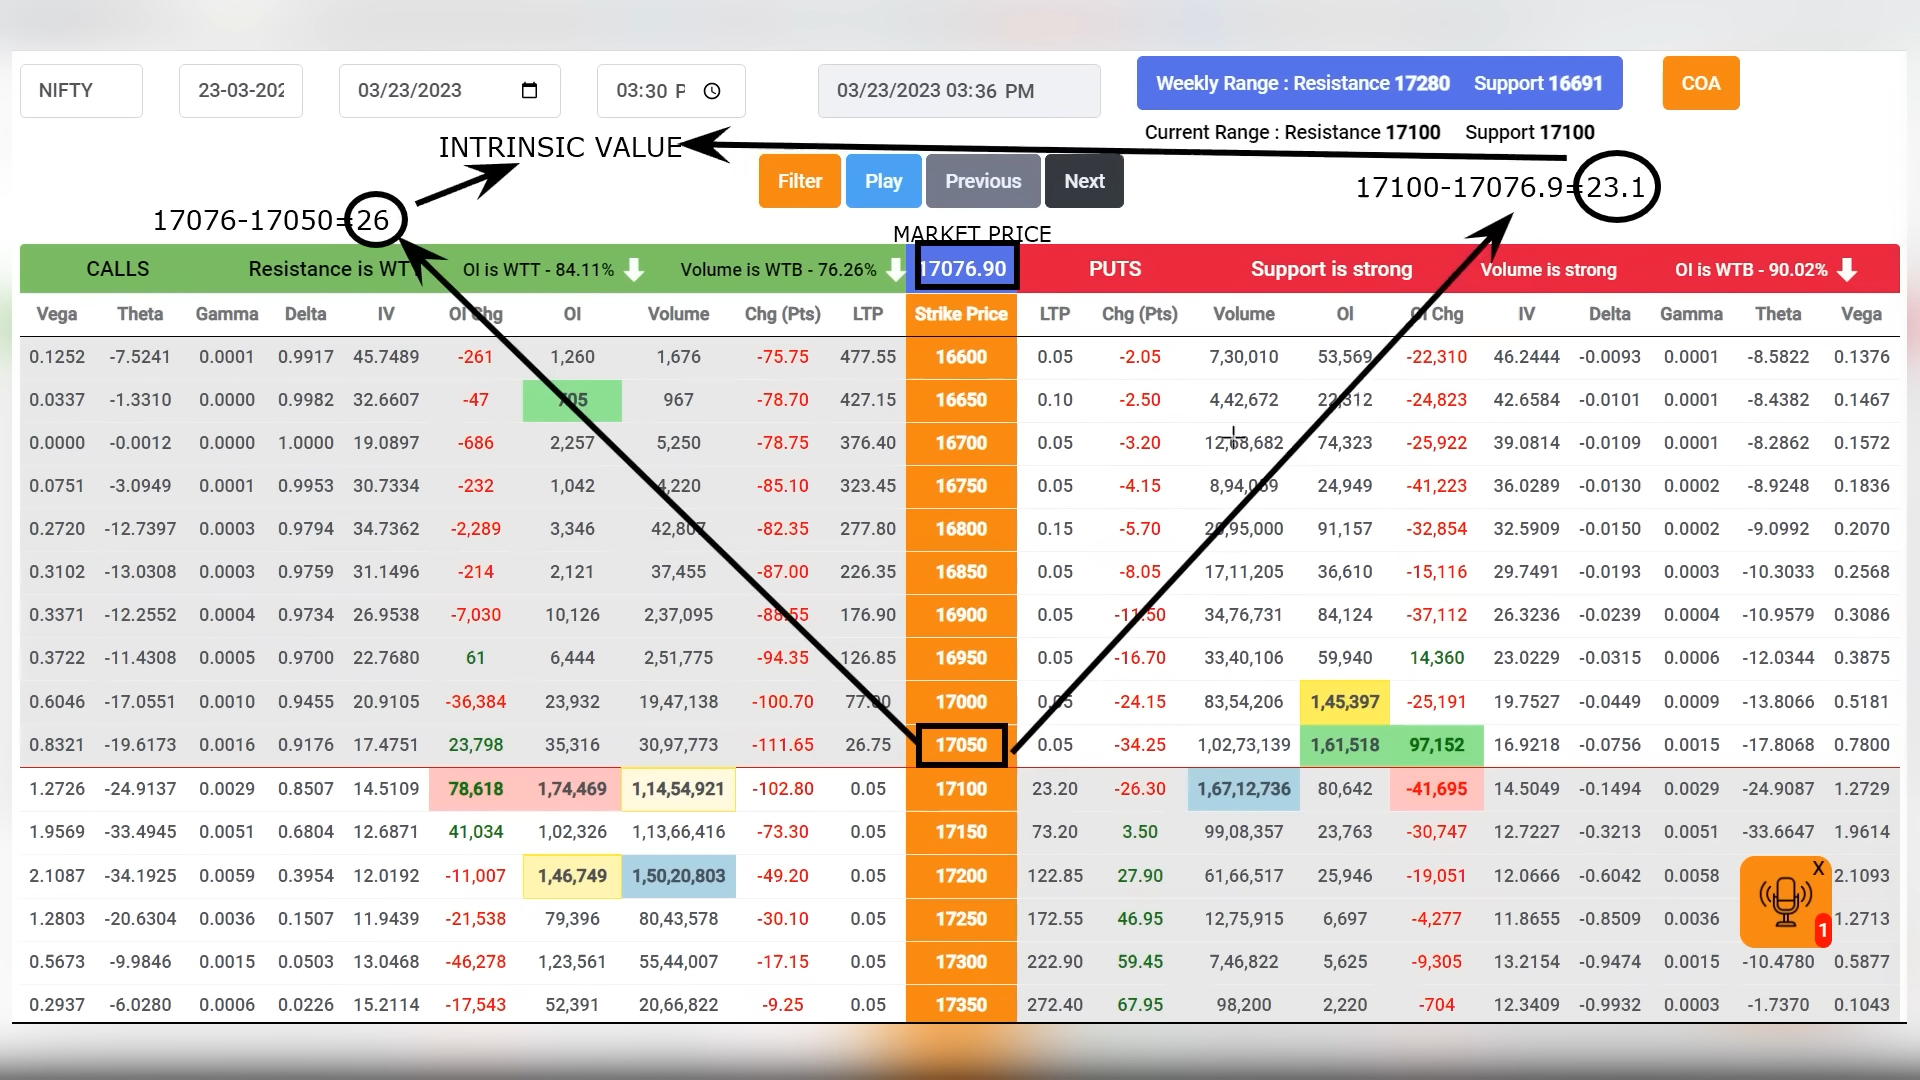 NIFTY 23-03-202 03/23/2023 03:30 P 03/23/2023 03:36 PM Weekly Range : Resistance 17280 Support 16691 COA
Current Range : Resistance 17100 Support 17100
INTRINSIC VALUE
Filter Play Previous Next
17100-17076.9=23.1
17076-17050=26
MARKET PRICE
CALLS Resistance is WTT OI is WTT - 84.11% Volume is WTB - 76.26% 17076.90 PUTS Support is strong Volume is strong OI is WTB - 90.02%
Vega Theta Gamma Delta IV OI Chg OI Volume Chg (Pts) LTP Strike Price LTP Chg (Pts) Volume OI OI Chg IV Delta Gamma Theta Vega
0.1252 -7.5241 0.0001 0.9917 45.7489 -261 1,260 1,676 -75.75 477.55 16600 0.05 -2.05 7,30,010 53,569 -22,310 46.2444 -0.0093 0.0001 -8.5822 0.1376
0.0337 -1.3310 0.0000 0.9982 32.6607 -47 705 967 -78.70 427.15 16650 0.10 -2.50 4,42,672 22,312 -24,823 42.6584 -0.0101 0.0001 -8.4382 0.1467
0.0000 -0.0012 0.0000 1.0000 19.0897 -686 2,257 5,250 -78.75 376.40 16700 0.05 -3.20 12,68,682 74,323 -25,922 39.0814 -0.0109 0.0001 -8.2862 0.1572
0.0751 -3.0949 0.0001 0.9953 30.7334 -232 1,042 4,220 -85.10 323.45 16750 0.05 -4.15 24,949 -41,223 36.0289 -0.0130 0.0002 -8.9248 0.1836
0.2720 -12.7397 0.0003 0.9794 34.7362 -2,289 3,346 42,807 -82.35 277.80 16800 0.15 -5.70 91,157 -32,854 32.5909 -0.0150 0.0002 -9.0992 0.2070
0.3102 -13.0308 0.0003 0.9759 31.1496 -214 2,121 37,455 -87.00 226.35 16850 0.05 -8.05 17,11,205 36,610 -15,116 29.7491 -0.0193 0.0003 -10.3033 0.2568
0.3371 -12.2552 0.0004 0.9734 26.9538 -7,030 10,126 2,37,095 -88.55 176.90 16900 0.05 -11.50 34,76,731 84,124 -37,112 26.3236 -0.0239 0.0004 -10.9579 0.3086
0.3722 -11.4308 0.0005 0.9700 22.7680 61 6,444 2,51,775 -94.35 126.85 16950 0.05 -16.70 33,40,106 59,940 14,360 23.0229 -0.0315 0.0006 -12.0344 0.3875
0.6046 -17.0551 0.0010 0.9455 20.9105 -36,384 23,932 19,47,138 -100.70 17000 0.05 -24.15 83,54,206 1,45,397 -25,191 19.7527 -0.0449 0.0009 -13.8066 0.5181
0.8321 -19.6173 0.0016 0.9176 17.4751 23,798 35,316 30,97,773 -111.65 26.75 17050 0.05 -34.25 1,02,73,139 1,61,518 97,152 16.9218 -0.0756 0.0015 -17.8068 0.7800
1.2726 -24.9137 0.0029 0.8507 14.5109 78,618 1,74,469 1,14,54,921 -102.80 0.05 17100 23.20 -26.30 1,67,12,736 80,642 -41,695 14.5049 -0.1494 0.0029 -24.9087 1.2729
1.9569 -33.4945 0.0051 0.6804 12.6871 41,034 1,02,326 1,13,66,416 -73.30 0.05 17150 73.20 3.50 99,08,357 23,763 -30,747 12.7227 -0.3213 0.0051 -33.6647 1.9614
2.1087 -34.1925 0.0059 0.3954 12.0192 -11,007 1,46,749 1,50,20,803 -49.20 0.05 17200 122.85 27.90 61,66,517 25,946 -19,051 12.0666 -0.6042 0.0058 X 2.1093
1.2803 -20.6304 0.0036 0.1507 11.9439 -21,538 79,396 80,43,578 -30.10 0.05 17250 172.55 46.95 12,75,915 6,697 -4,277 11.8655 -0.8509 0.0036 1 1.2713
0.5673 -9.9846 0.0015 0.0503 13.0468 -46,278 1,23,561 55,44,007 -17.15 0.05 17300 222.90 59.45 7,46,822 5,625 -9,305 13.2154 -0.9474 0.0015 -10.4780 0.5877
0.2937 -6.0280 0.0006 0.0226 15.2114 -17,543 52,391 20,66,822 -9.25 0.05 17350 272.40 67.95 98,200 2,220 -704 12.3409 -0.9932 0.0003 -1.7370 0.1043